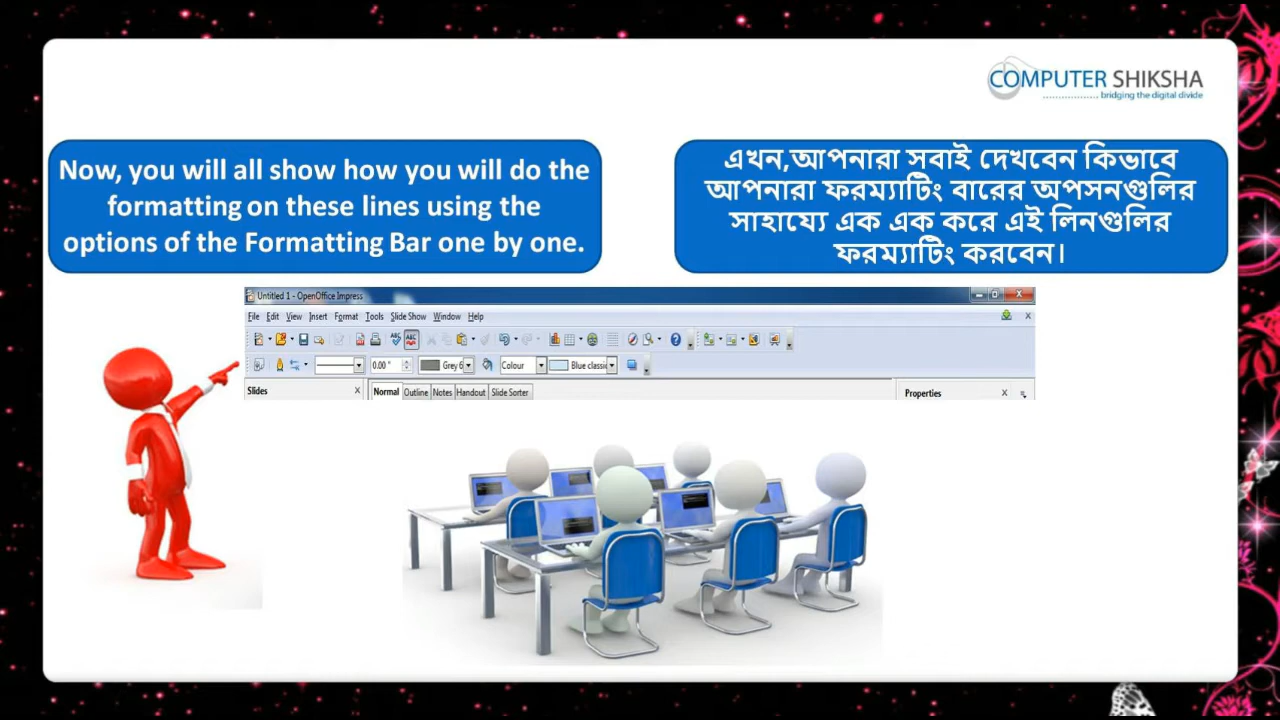 COMPUTER SHIKSHA
bridging the digital divide
Now, you will all show how you will do the
formatting on these lines using the
options of the Formatting Bar one by one.
এখন,আপনারা সবাই দেখবেন কিভাবে
আপনারা ফরম্যাটিং বারের অপসনগুলির
সাহায্যে এক এক করে এই লিনগুলির
ফরম্যাটিং করবেন।
Untitled 1 - OpenOffice Impress
File Edit View Insert Format Tools Slide Show Window Help
0.00 " Grey 6 Colour Blue classic
Slides Normal Outline Notes Handout Slide Sorter Properties